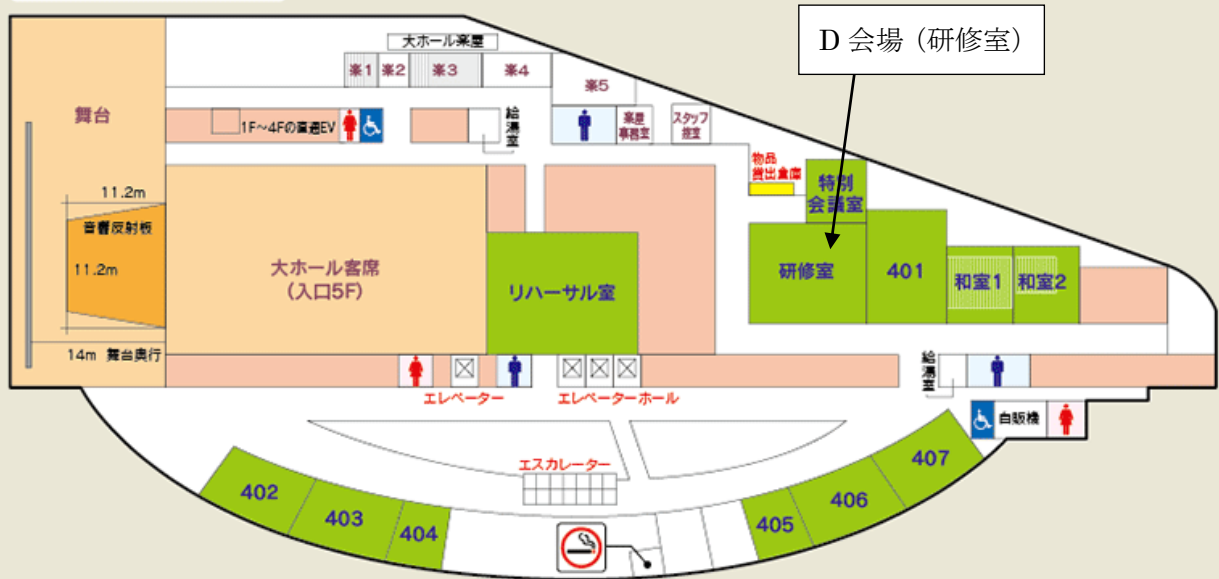 D 会場（研修室）
大ホール楽屋
楽1
楽2
楽3
楽4
楽5
舞台
1F～4Fの直通EV
給湯室
楽屋
事務室
スタッフ
控室
物品
貸出倉庫
特別
会議室
11.2m
音響反射板
11.2m
大ホール客席
(入口5F)
リハーサル室
研修室
401
和室1
和室2
14m 舞台奥行
エレベーター
エレベーターホール
給湯室
自販機
エスカレーター
402
403
404
405
406
407